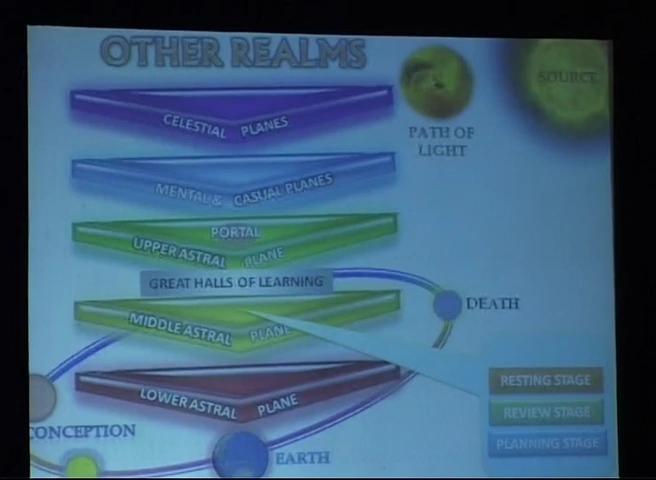 OTHER REALMS
SOURCE
CELESTIAL PLANES
PATH OF
LIGHT
MENTAL & CASUAL PLANES
PORTAL
UPPER ASTRAL PLANE
GREAT HALLS OF LEARNING
DEATH
MIDDLE ASTRAL PLANE
RESTING STAGE
LOWER ASTRAL PLANE
REVIEW STAGE
CONCEPTION
PLANNING STAGE
EARTH